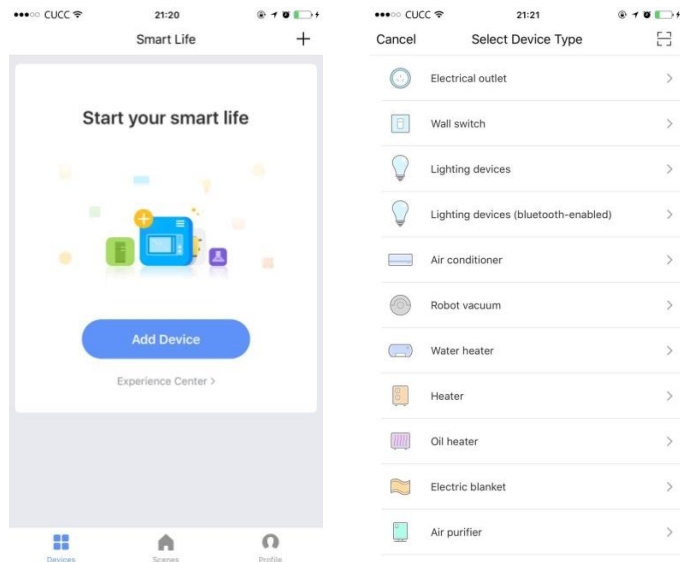 CUCC 21:20
Smart Life +
Start your smart life
Add Device
Experience Center >
Devices Scenes Profile
CUCC 21:21
Cancel Select Device Type
Electrical outlet
Wall switch
Lighting devices
Lighting devices (bluetooth-enabled)
Air conditioner
Robot vacuum
Water heater
Heater
Oil heater
Electric blanket
Air purifier